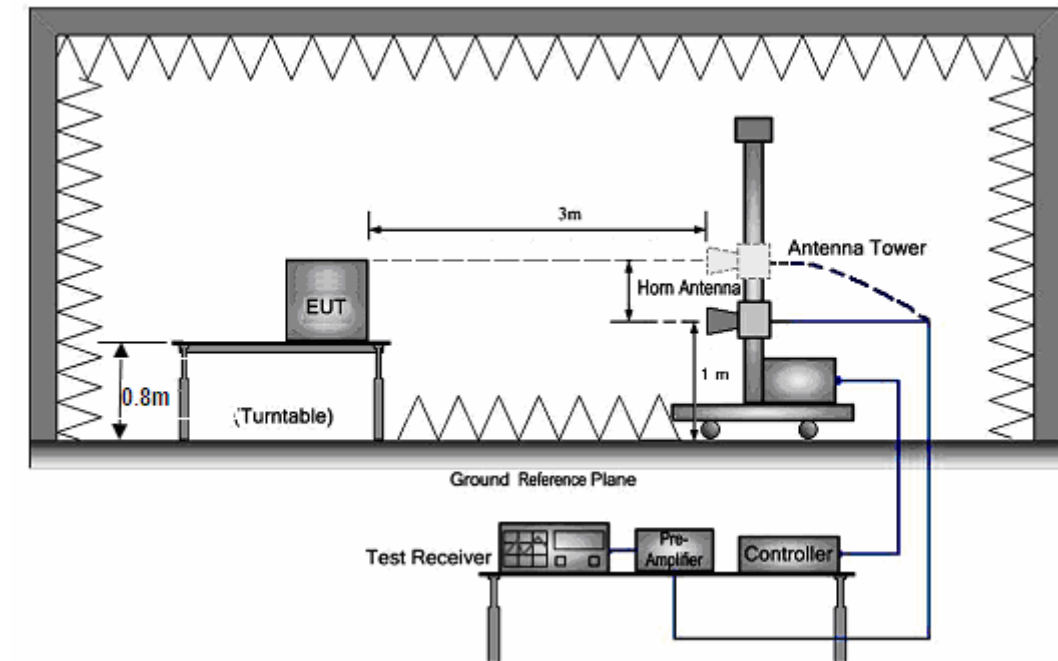 3m
Antenna Tower
Horn Antenna
EUT
1 m
0.8m
(Turntable)
Ground Reference Plane
Test Receiver
Pre-
Amplifier
Controller